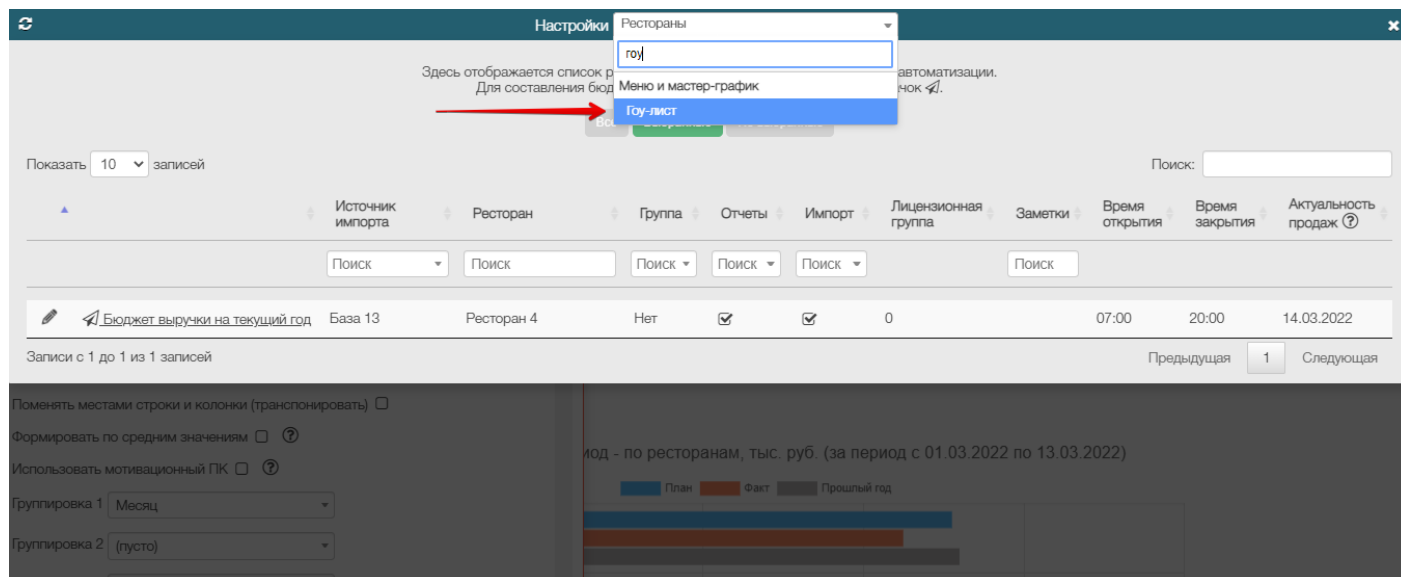 Настройки Рестораны
гоу
Здесь отображается список р
автоматизации.
Меню и мастер-график
Для составления бюд
чок
Гоу-лист
Все
Показать 10 записей
Поиск:
Источник импорта Ресторан Группа Отчеты Импорт Лицензионная группа Заметки Время открытия Время закрытия Актуальность продаж ?
Поиск Поиск Поиск Поиск Поиск Поиск
Бюджет выручки на текущий год База 13 Ресторан 4 Нет 0 07:00 20:00 14.03.2022
Записи с 1 до 1 из 1 записей
Предыдущая 1 Следующая
Поменять местами строки и колонки (транспонировать)
Формировать по средним значениям ?
Использовать мотивационный ПК ?
иод - по ресторанам, тыс. руб. (за период с 01.03.2022 по 13.03.2022)
План Факт Прошлый год
Группировка 1 Месяц
Группировка 2 (пусто)